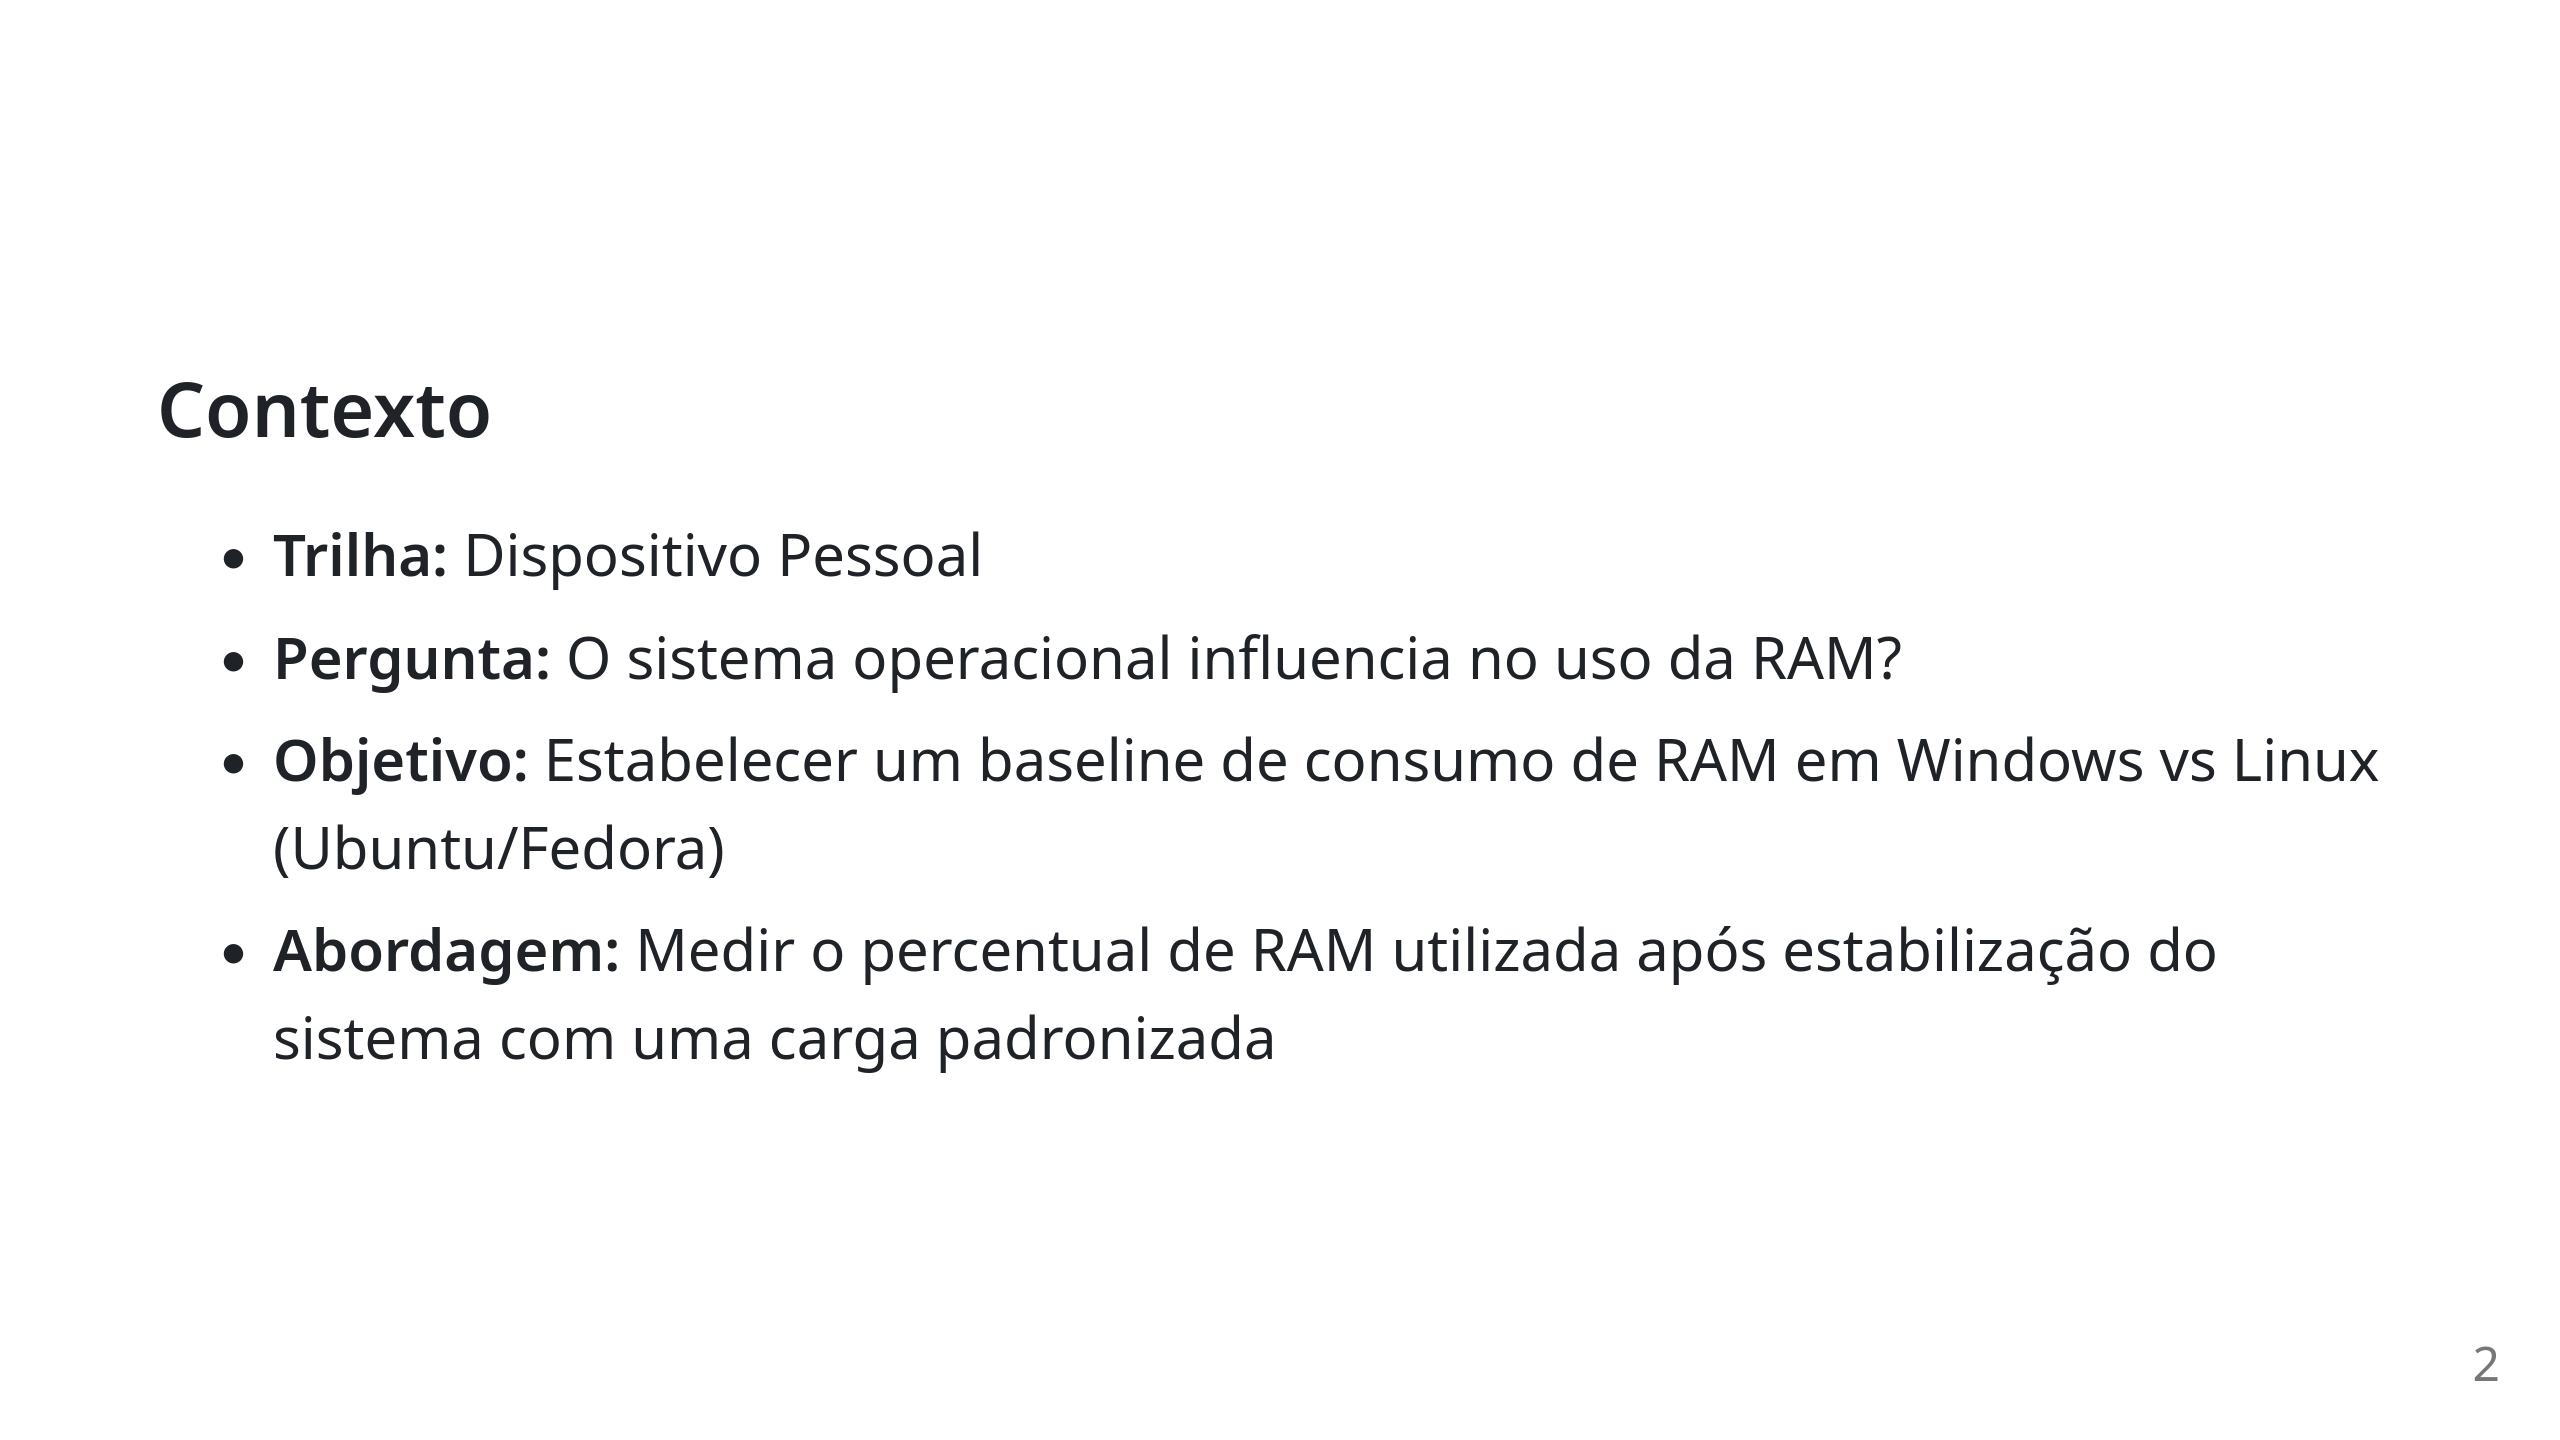 Contexto
• Trilha: Dispositivo Pessoal
• Pergunta: O sistema operacional influencia no uso da RAM?
• Objetivo: Estabelecer um baseline de consumo de RAM em Windows vs Linux
(Ubuntu/Fedora)
• Abordagem: Medir o percentual de RAM utilizada após estabilização do
sistema com uma carga padronizada
2